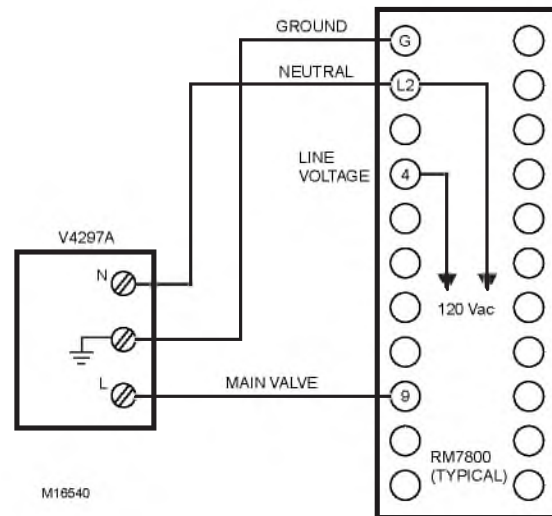 GROUND
G
NEUTRAL
L2
LINE
VOLTAGE
4
V4297A
N
120 Vac
L
MAIN VALVE
9
RM7800
(TYPICAL)
M16540